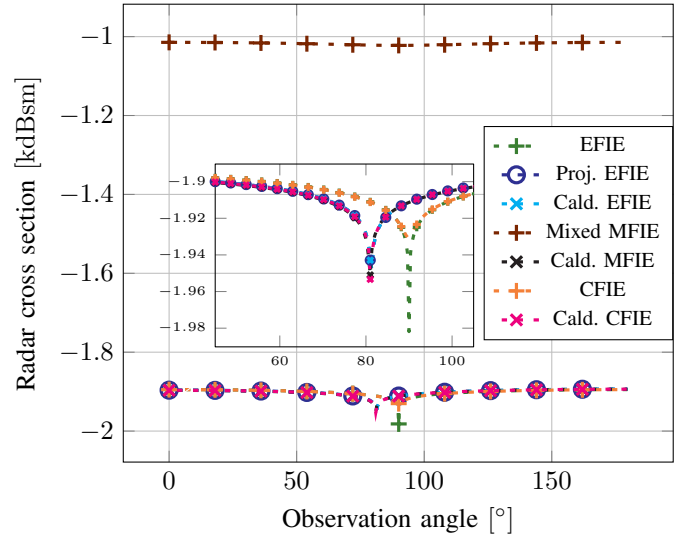 −1
−1.2
−1.4
−1.6
−1.8
−2
Radar cross section [kdBsm]
0
50
100
150
Observation angle [°]
EFIE
Proj. EFIE
Cald. EFIE
Mixed MFIE
Cald. MFIE
CFIE
Cald. CFIE
−1.9
−1.92
−1.94
−1.96
−1.98
60
80
100